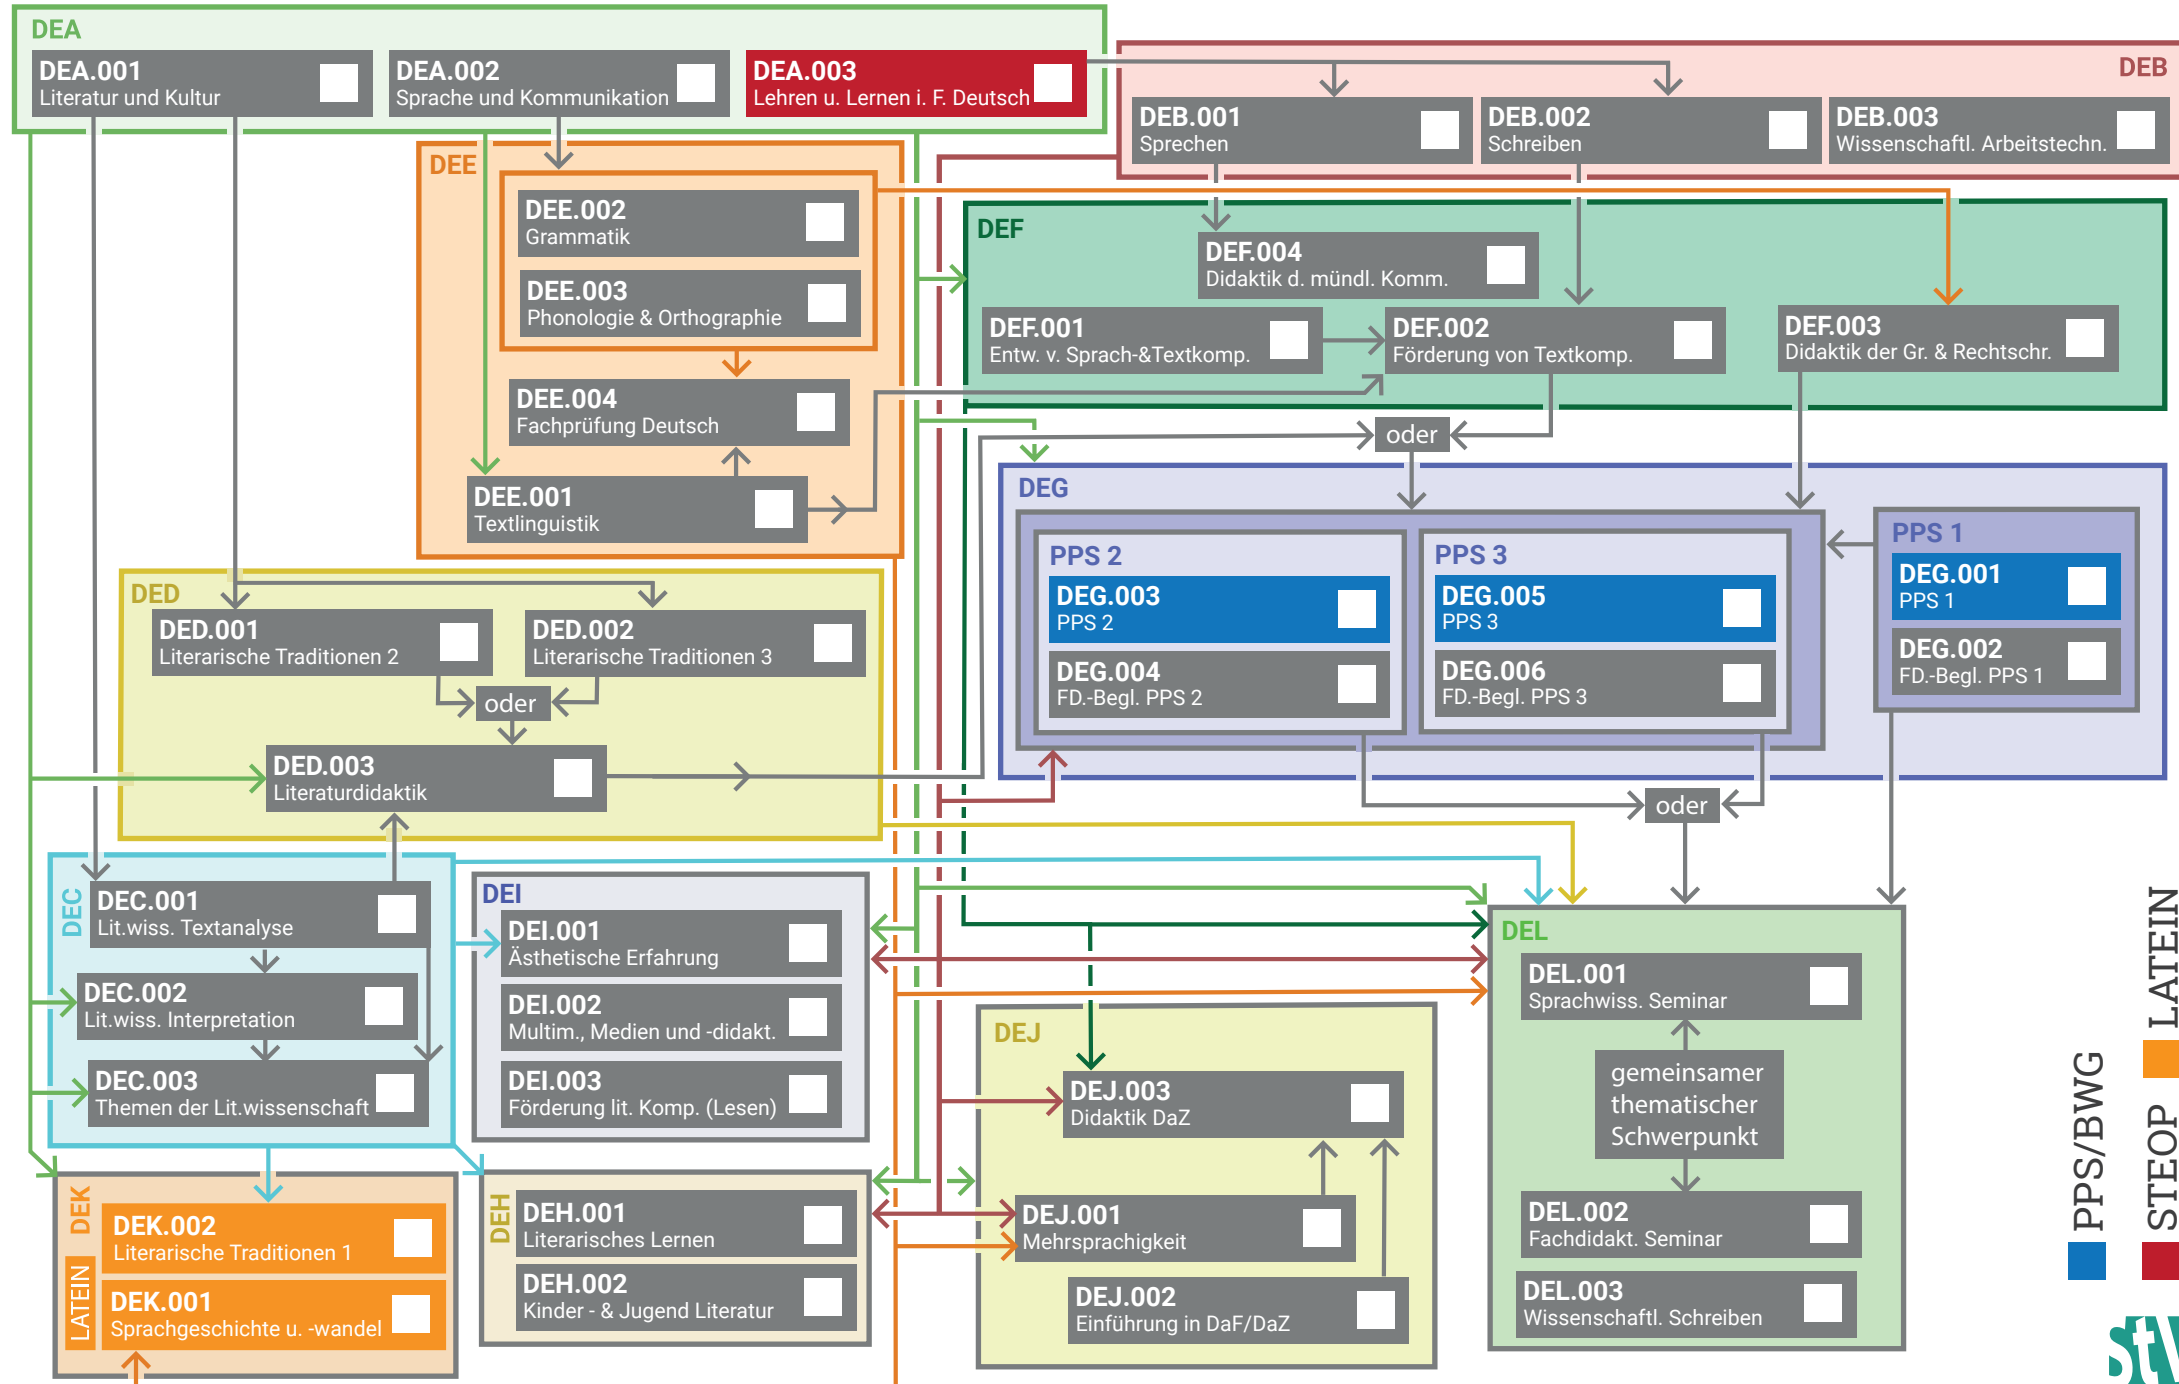 DEA
DEA.001
Literatur und Kultur
DEA.002
Sprache und Kommunikation
DEA.003
Lehren u. Lernen i. F. Deutsch
DEB
DEB.001
Sprechen
DEB.002
Schreiben
DEB.003
Wissenschaftl. Arbeitstechn.
DEE
DEE.002
Grammatik
DEE.003
Phonologie & Orthographie
DEE.004
Fachprüfung Deutsch
DEE.001
Textlinguistik
DEF
DEF.004
Didaktik d. mündl. Komm.
DEF.001
Entw. v. Sprach-&Textkomp.
DEF.002
Förderung von Textkomp.
DEF.003
Didaktik der Gr. & Rechtschr.
oder
DEG
PPS 2
DEG.003
PPS 2
DEG.004
FD.-Begl. PPS 2
PPS 3
DEG.005
PPS 3
DEG.006
FD.-Begl. PPS 3
PPS 1
DEG.001
PPS 1
DEG.002
FD.-Begl. PPS 1
oder
DED
DED.001
Literarische Traditionen 2
DED.002
Literarische Traditionen 3
oder
DED.003
Literaturdidaktik
DEC
DEC.001
Lit.wiss. Textanalyse
DEC.002
Lit.wiss. Interpretation
DEC.003
Themen der Lit.wissenschaft
DEI
DEI.001
Ästhetische Erfahrung
DEI.002
Multim., Medien und -didakt.
DEI.003
Förderung lit. Komp. (Lesen)
DEJ
DEJ.003
Didaktik DaZ
DEJ.001
Mehrsprachigkeit
DEJ.002
Einführung in DaF/DaZ
DEL
DEL.001
Sprachwiss. Seminar
gemeinsamer
thematischer
Schwerpunkt
DEL.002
Fachdidakt. Seminar
DEL.003
Wissenschaftl. Schreiben
DEK
LATEIN
DEK.002
Literarische Traditionen 1
DEK.001
Sprachgeschichte u. -wandel
DEH
DEH.001
Literarisches Lernen
DEH.002
Kinder - & Jugend Literatur
PPS/BWG
STEOP
LATEIN